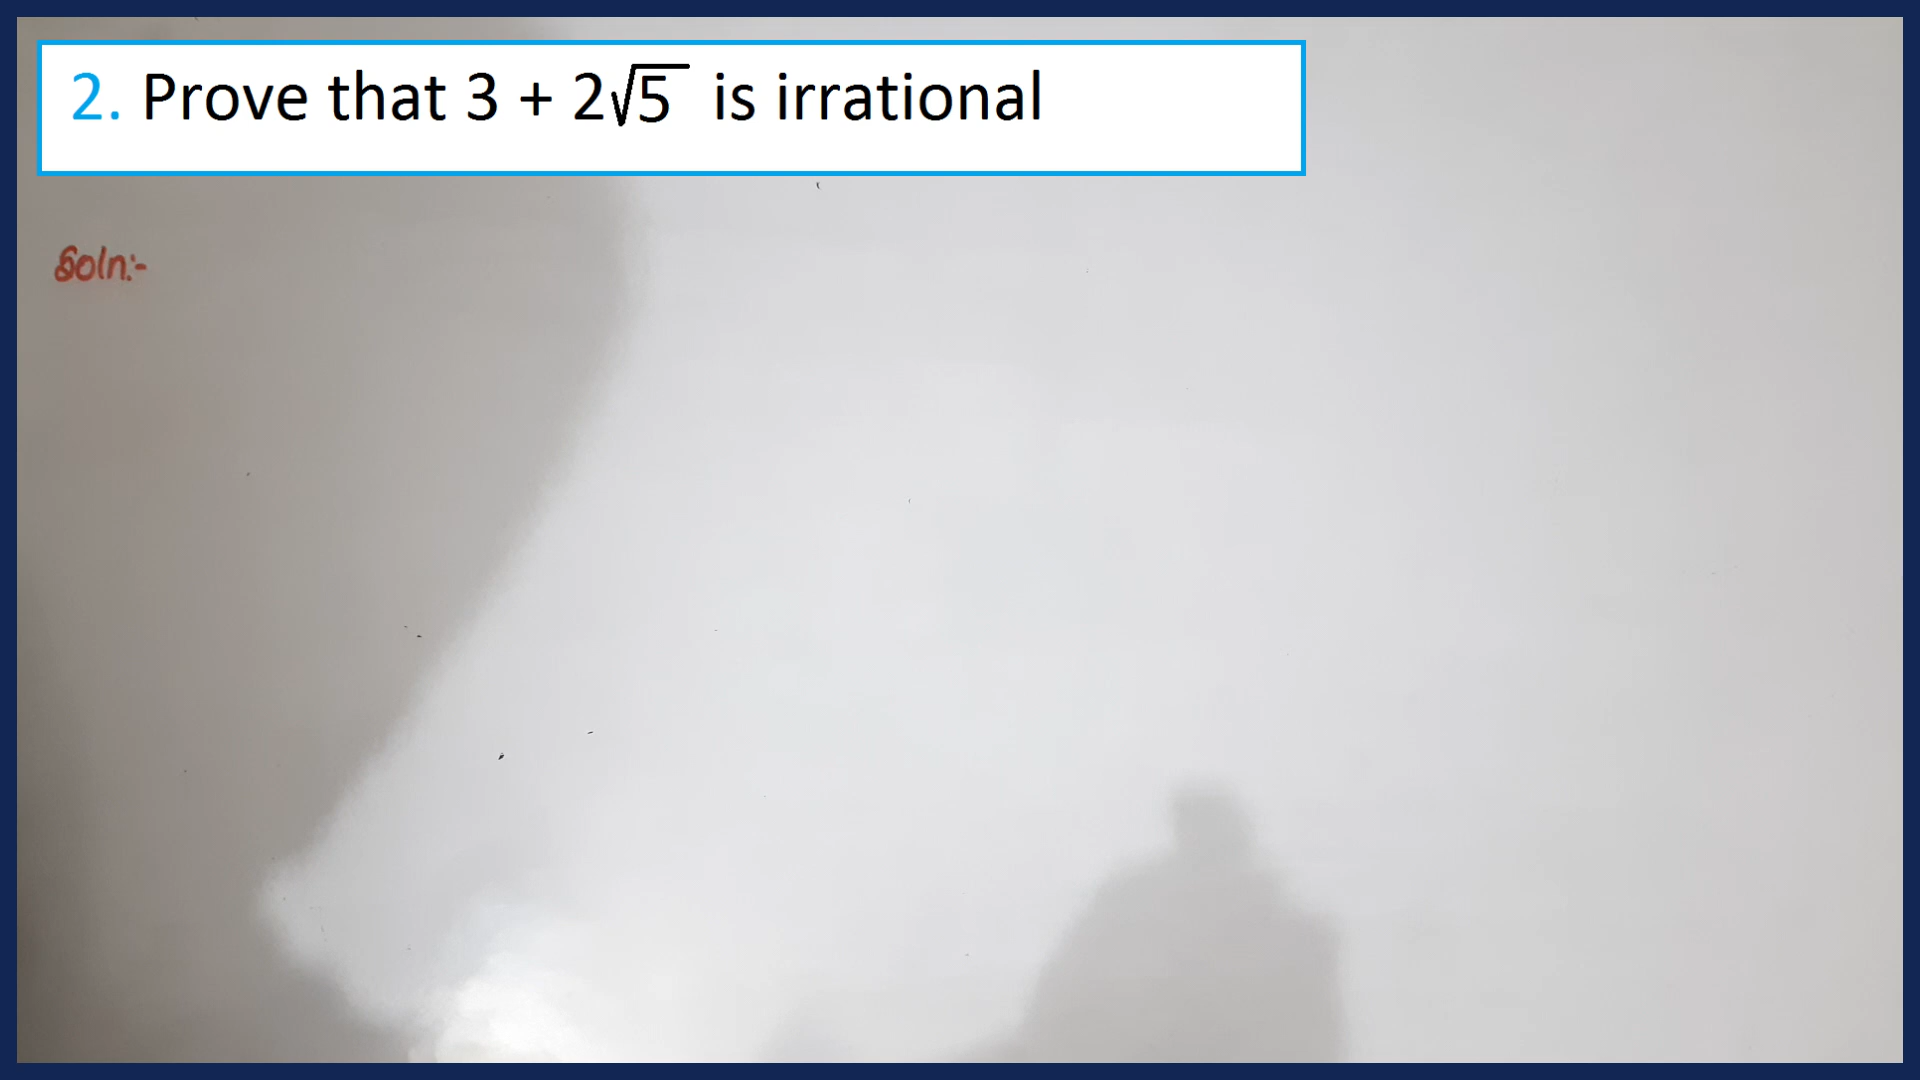 2. Prove that 3 + 2√5 is irrational
Soln:-